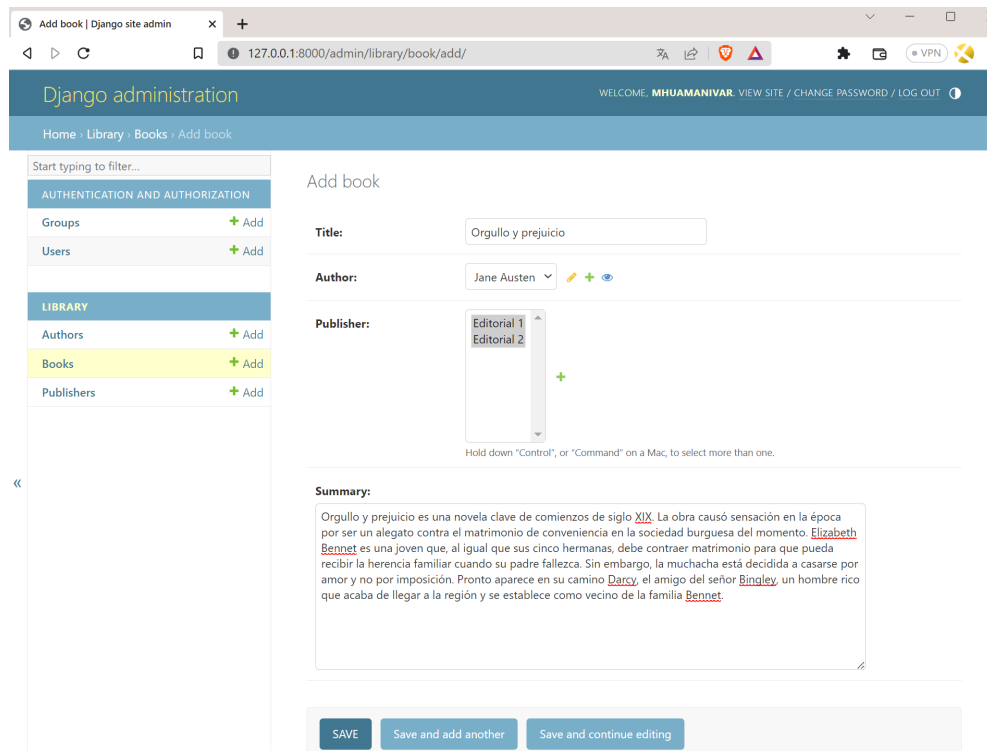 Add book | Django site admin
127.0.0.1:8000/admin/library/book/add/
VPN
Django administration
WELCOME, MHUAMANIVAR. VIEW SITE / CHANGE PASSWORD / LOG OUT
Home › Library › Books › Add book
Start typing to filter...
AUTHENTICATION AND AUTHORIZATION
Groups + Add
Users + Add
LIBRARY
Authors + Add
Books + Add
Publishers + Add
«
Add book
Title: Orgullo y prejuicio
Author: Jane Austen
Publisher: Editorial 1
Editorial 2
Hold down “Control”, or “Command” on a Mac, to select more than one.
Summary:
Orgullo y prejuicio es una novela clave de comienzos de siglo XIX. La obra causó sensación en la época
por ser un alegato contra el matrimonio de conveniencia en la sociedad burguesa del momento. Elizabeth
Bennet es una joven que, al igual que sus cinco hermanas, debe contraer matrimonio para que pueda
recibir la herencia familiar cuando su padre fallezca. Sin embargo, la muchacha está decidida a casarse por
amor y no por imposición. Pronto aparece en su camino Darcy, el amigo del señor Bingley, un hombre rico
que acaba de llegar a la región y se establece como vecino de la familia Bennet.
SAVE
Save and add another
Save and continue editing